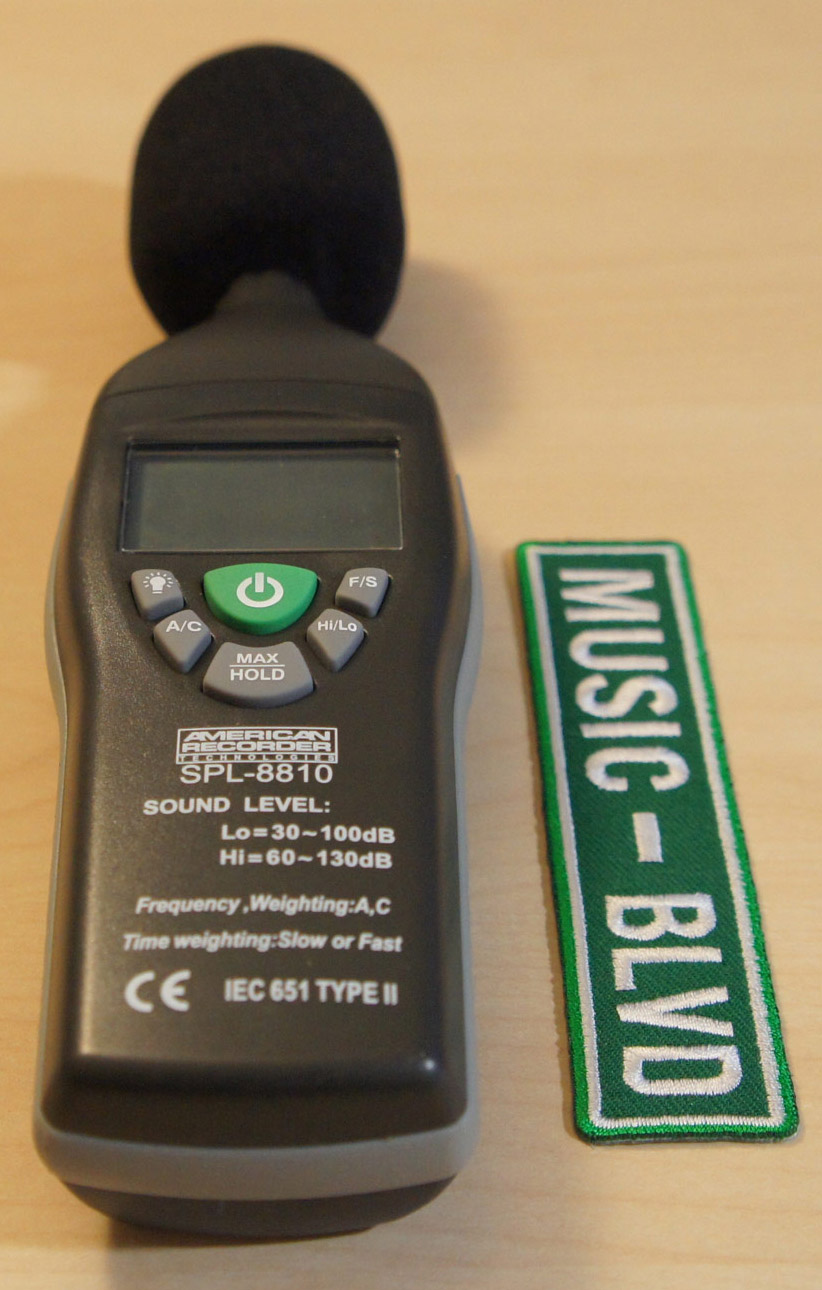 F/S
A/C
Hi/Lo
MAX
HOLD
AMERICAN
RECORDER
TECHNOLOGIES
SPL-8810
SOUND LEVEL:
Lo=30~100dB
Hi=60~130dB
Frequency ,Weighting:A,C
Time weighting:Slow or Fast
CE IEC 651 TYPE II
MUSIC - BLVD